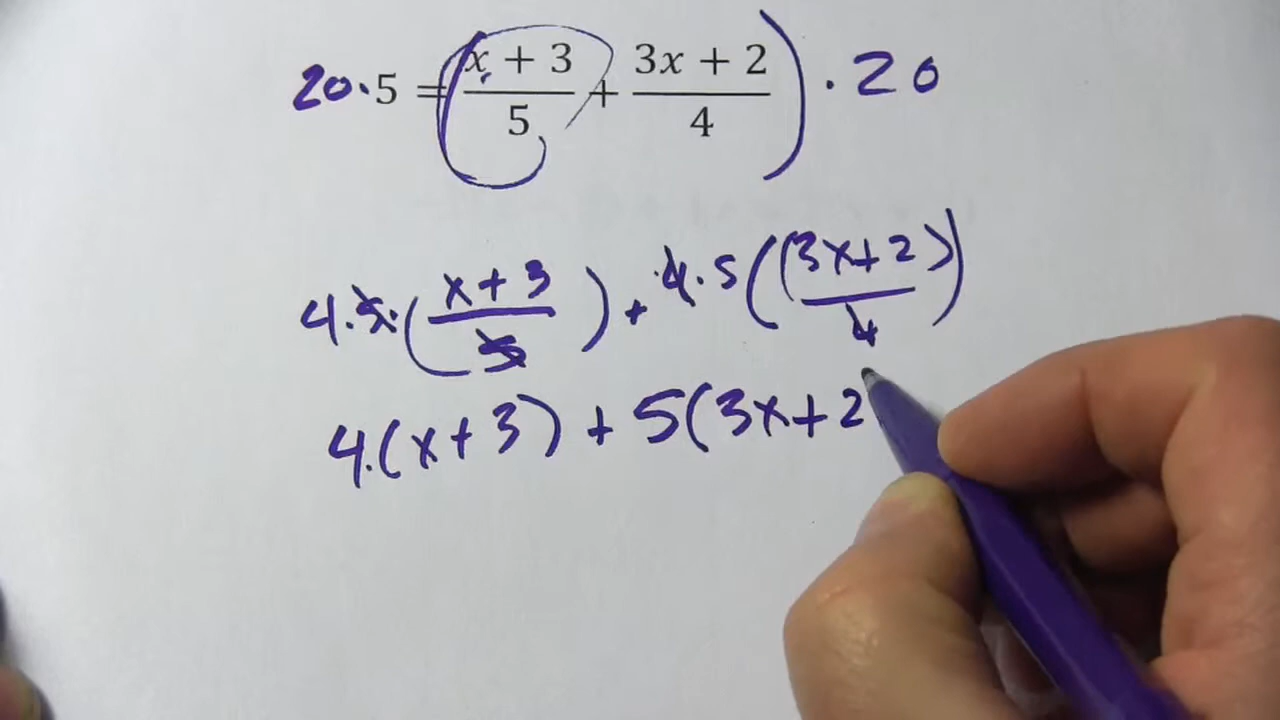 20·5 = (x + 3/5 + 3x + 2/4)·20
4·5·(x+3/5) + 4·5((3x+2)/4)
4·(x+3) + 5(3x+2